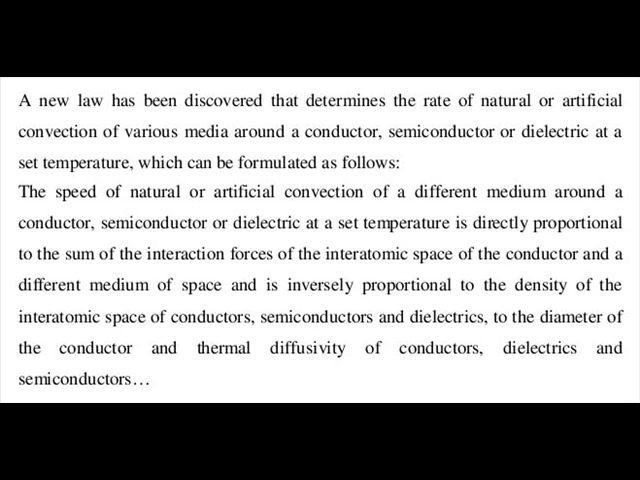 A new law has been discovered that determines the rate of natural or artificial
convection of various media around a conductor, semiconductor or dielectric at a
set temperature, which can be formulated as follows:
The speed of natural or artificial convection of a different medium around a
conductor, semiconductor or dielectric at a set temperature is directly proportional
to the sum of the interaction forces of the interatomic space of the conductor and a
different medium of space and is inversely proportional to the density of the
interatomic space of conductors, semiconductors and dielectrics, to the diameter of
the conductor and thermal diffusivity of conductors, dielectrics and
semiconductors…